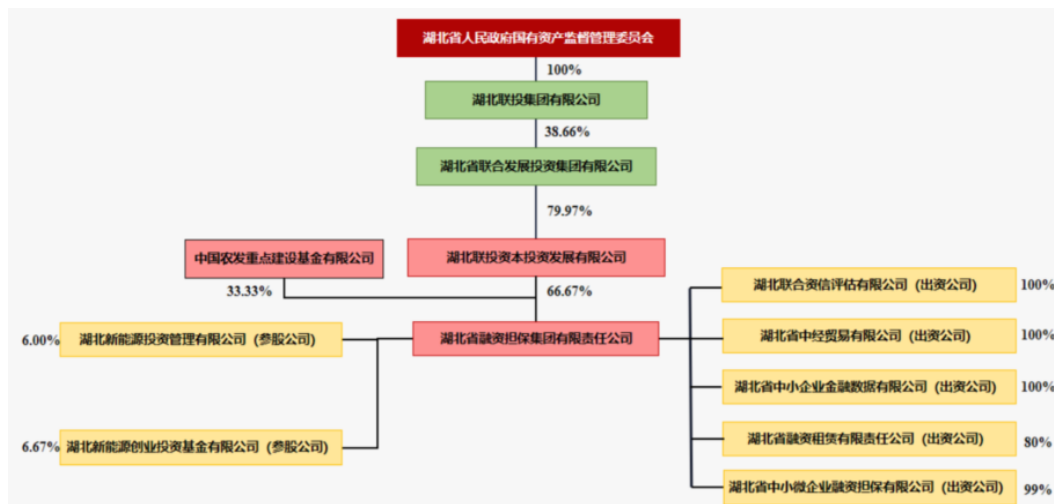 湖北省人民政府国有资产监督管理委员会
100%
湖北联投集团有限公司
38.66%
湖北省联合发展投资集团有限公司
79.97%
中国农发重点建设基金有限公司
湖北联投资本投资发展有限公司
33.33%
66.67%
湖北联合资信评估有限公司（出资公司） 100%
6.00% 湖北新能源投资管理有限公司（参股公司）
湖北省融资担保集团有限责任公司
湖北省中经贸易有限公司（出资公司） 100%
湖北省中小企业金融数据有限公司（出资公司） 100%
6.67% 湖北新能源创业投资基金有限公司（参股公司）
湖北省融资租赁有限责任公司（出资公司） 80%
湖北省中小微企业融资担保有限公司（出资公司） 99%